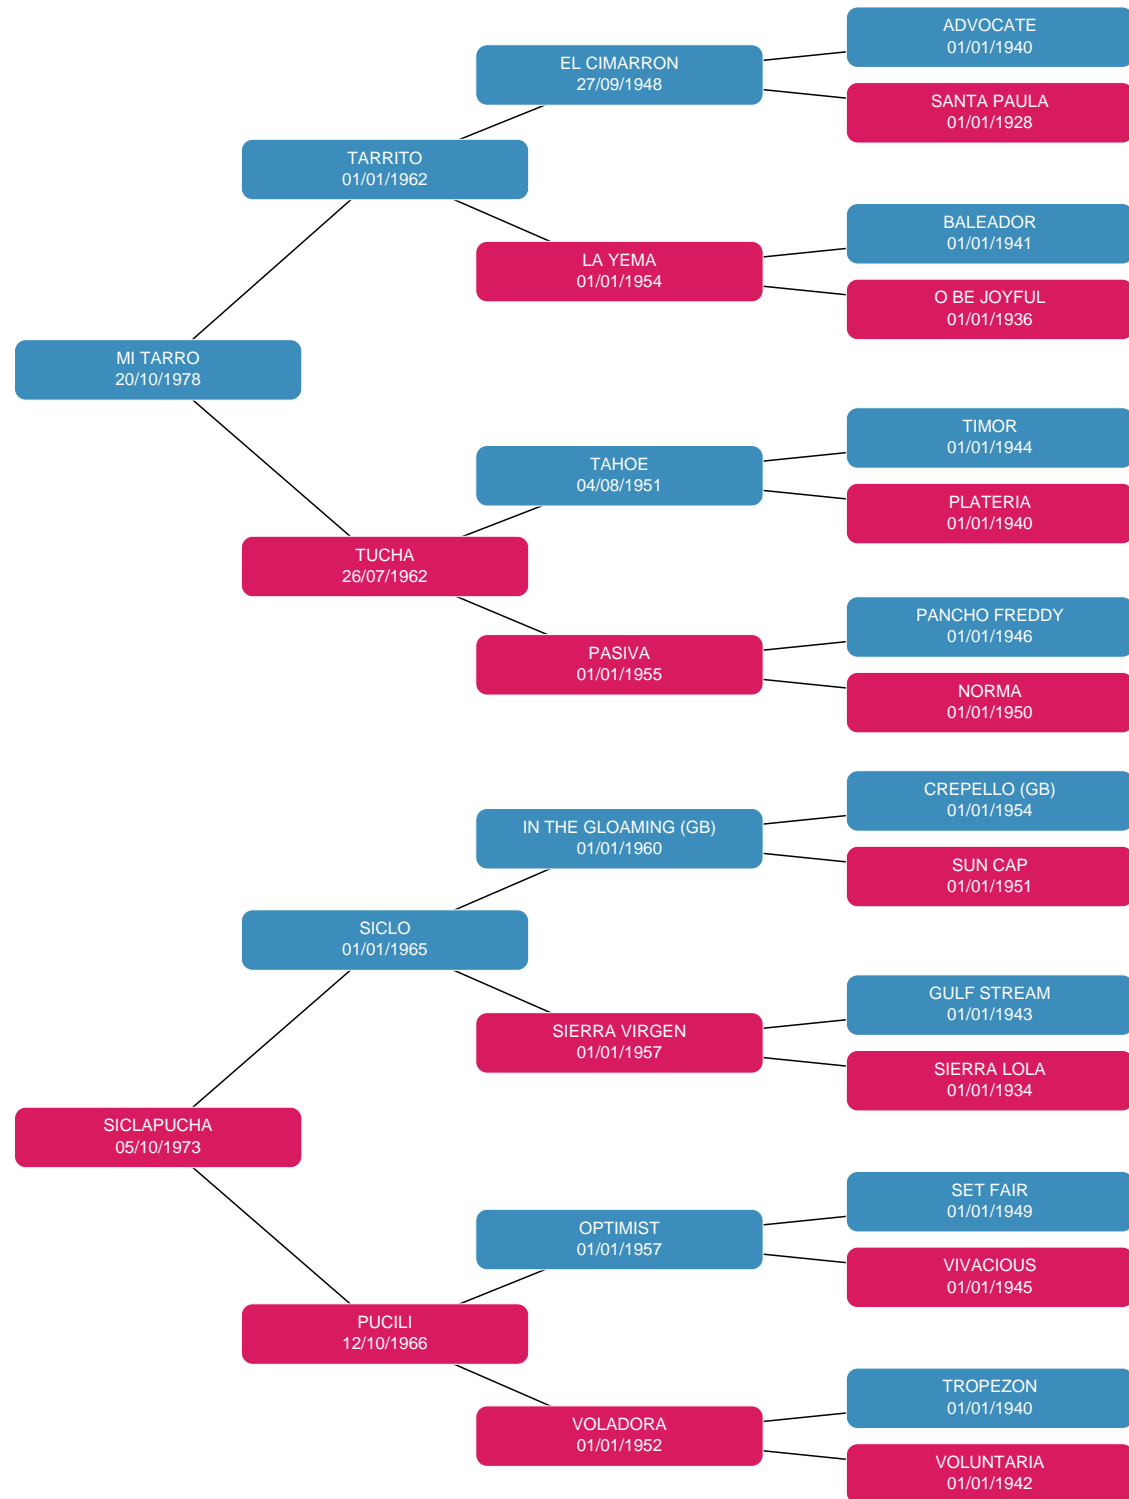 ADVOCATE
01/01/1940
EL CIMARRON
27/09/1948
SANTA PAULA
01/01/1928
TARRITO
01/01/1962
BALEADOR
01/01/1941
LA YEMA
01/01/1954
O BE JOYFUL
01/01/1936
MI TARRO
20/10/1978
TIMOR
01/01/1944
TAHOE
04/08/1951
PLATERIA
01/01/1940
TUCHA
26/07/1962
PANCHO FREDDY
01/01/1946
PASIVA
01/01/1955
NORMA
01/01/1950
CREPELLO (GB)
01/01/1954
IN THE GLOAMING (GB)
01/01/1960
SUN CAP
01/01/1951
SICLO
01/01/1965
GULF STREAM
01/01/1943
SIERRA VIRGEN
01/01/1957
SIERRA LOLA
01/01/1934
SICLAPUCHA
05/10/1973
SET FAIR
01/01/1949
OPTIMIST
01/01/1957
VIVACIOUS
01/01/1945
PUCILI
12/10/1966
TROPEZON
01/01/1940
VOLADORA
01/01/1952
VOLUNTARIA
01/01/1942